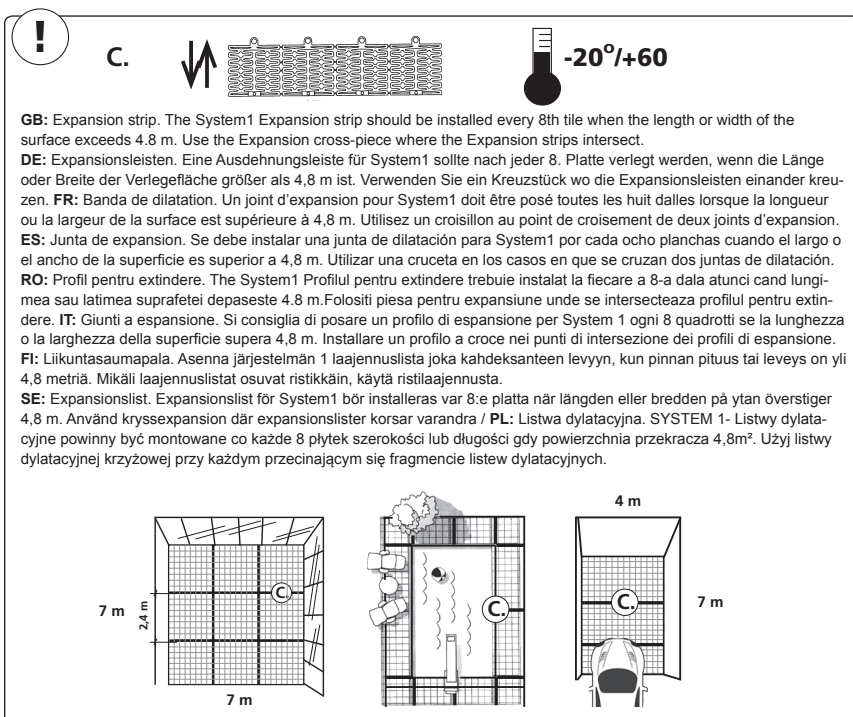 !
C.
-20°/+60
GB: Expansion strip. The System1 Expansion strip should be installed every 8th tile when the length or width of the
surface exceeds 4.8 m. Use the Expansion cross-piece where the Expansion strips intersect.
DE: Expansionsleisten. Eine Ausdehnungsleiste für System1 sollte nach jeder 8. Platte verlegt werden, wenn die Länge
oder Breite der Verlegefläche größer als 4,8 m ist. Verwenden Sie ein Kreuzstück wo die Expansionsleisten einander kreu-
zen. FR: Banda de dilatation. Un joint d'expansion pour System1 doit être posé toutes les huit dalles lorsque la longueur
ou la largeur de la surface est supérieure à 4,8 m. Utilisez un croisillon au point de croisement de deux joints d'expansion.
ES: Junta de expansion. Se debe instalar una junta de dilatación para System1 por cada ocho planchas cuando el largo o
el ancho de la superficie es superior a 4,8 m. Utilizar una cruceta en los casos en que se cruzan dos juntas de dilatación.
RO: Profil pentru extindere. The System1 Profilul pentru extindere trebuie instalat la fiecare a 8-a dala atunci cand lungi-
mea sau latimea suprafetei depaseste 4.8 m.Folositi piesa pentru expansiune unde se intersecteaza profilul pentru extin-
dere. IT: Giunti a espansione. Si consiglia di posare un profilo di espansione per System 1 ogni 8 quadrotti se la lunghezza
o la larghezza della superficie supera 4,8 m. Installare un profilo a croce nei punti di intersezione dei profili di espansione.
FI: Liikuntasaumapala. Asenna järjestelmän 1 laajennuslista joka kahdeksanteen levyyn, kun pinnan pituus tai leveys on yli
4,8 metriä. Mikäli laajennuslistat osuvat ristikkäin, käytä ristilaajennusta.
SE: Expansionslist. Expansionslist för System1 bör installeras var 8:e platta när längden eller bredden på ytan överstiger
4,8 m. Använd kryssexpansion där expansionslister korsar varandra / PL: Listwa dylatacyjna. SYSTEM 1- Listwy dylata-
cyjne powinny być montowane co każde 8 płytek szerokości lub długości gdy powierzchnia przekracza 4,8m². Użyj listwy
dylatacyjnej krzyżowej przy każdym przecinającym się fragmencie listew dylatacyjnych.
4 m
C.
C.
C.
7 m
2,4 m
7 m
7 m